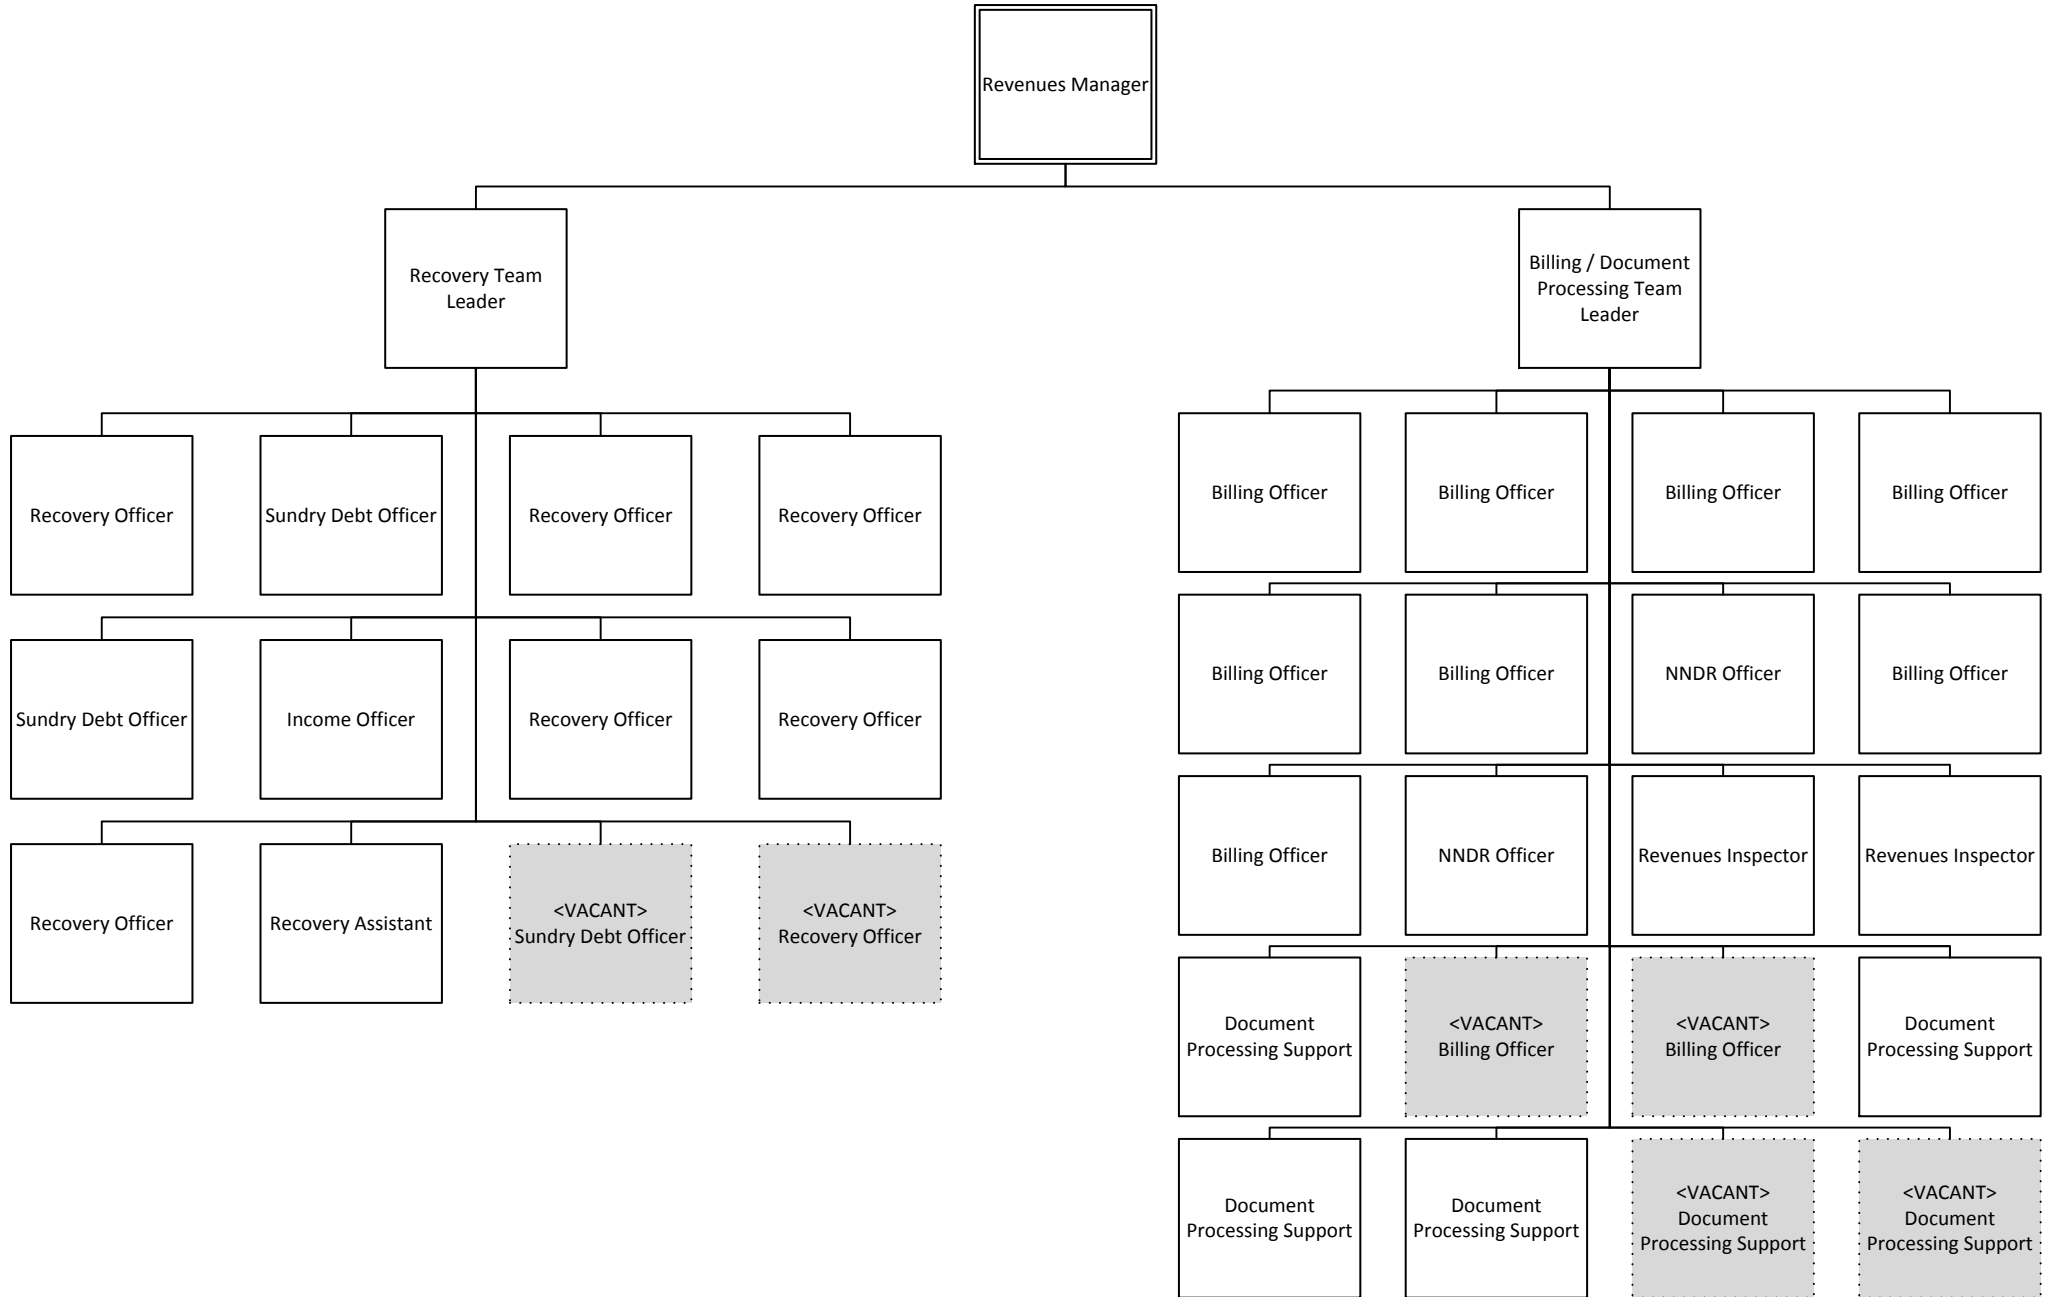 Revenues Manager
Recovery Team
Leader
Billing / Document
Processing Team
Leader
Recovery Officer
Sundry Debt Officer
Recovery Officer
Recovery Officer
Sundry Debt Officer
Income Officer
Recovery Officer
Recovery Officer
Recovery Officer
Recovery Assistant
<VACANT>
Sundry Debt Officer
<VACANT>
Recovery Officer
Billing Officer
Billing Officer
Billing Officer
Billing Officer
Billing Officer
Billing Officer
NNDR Officer
Billing Officer
Billing Officer
NNDR Officer
Revenues Inspector
Revenues Inspector
Document
Processing Support
<VACANT>
Billing Officer
<VACANT>
Billing Officer
Document
Processing Support
Document
Processing Support
Document
Processing Support
<VACANT>
Document
Processing Support
<VACANT>
Document
Processing Support